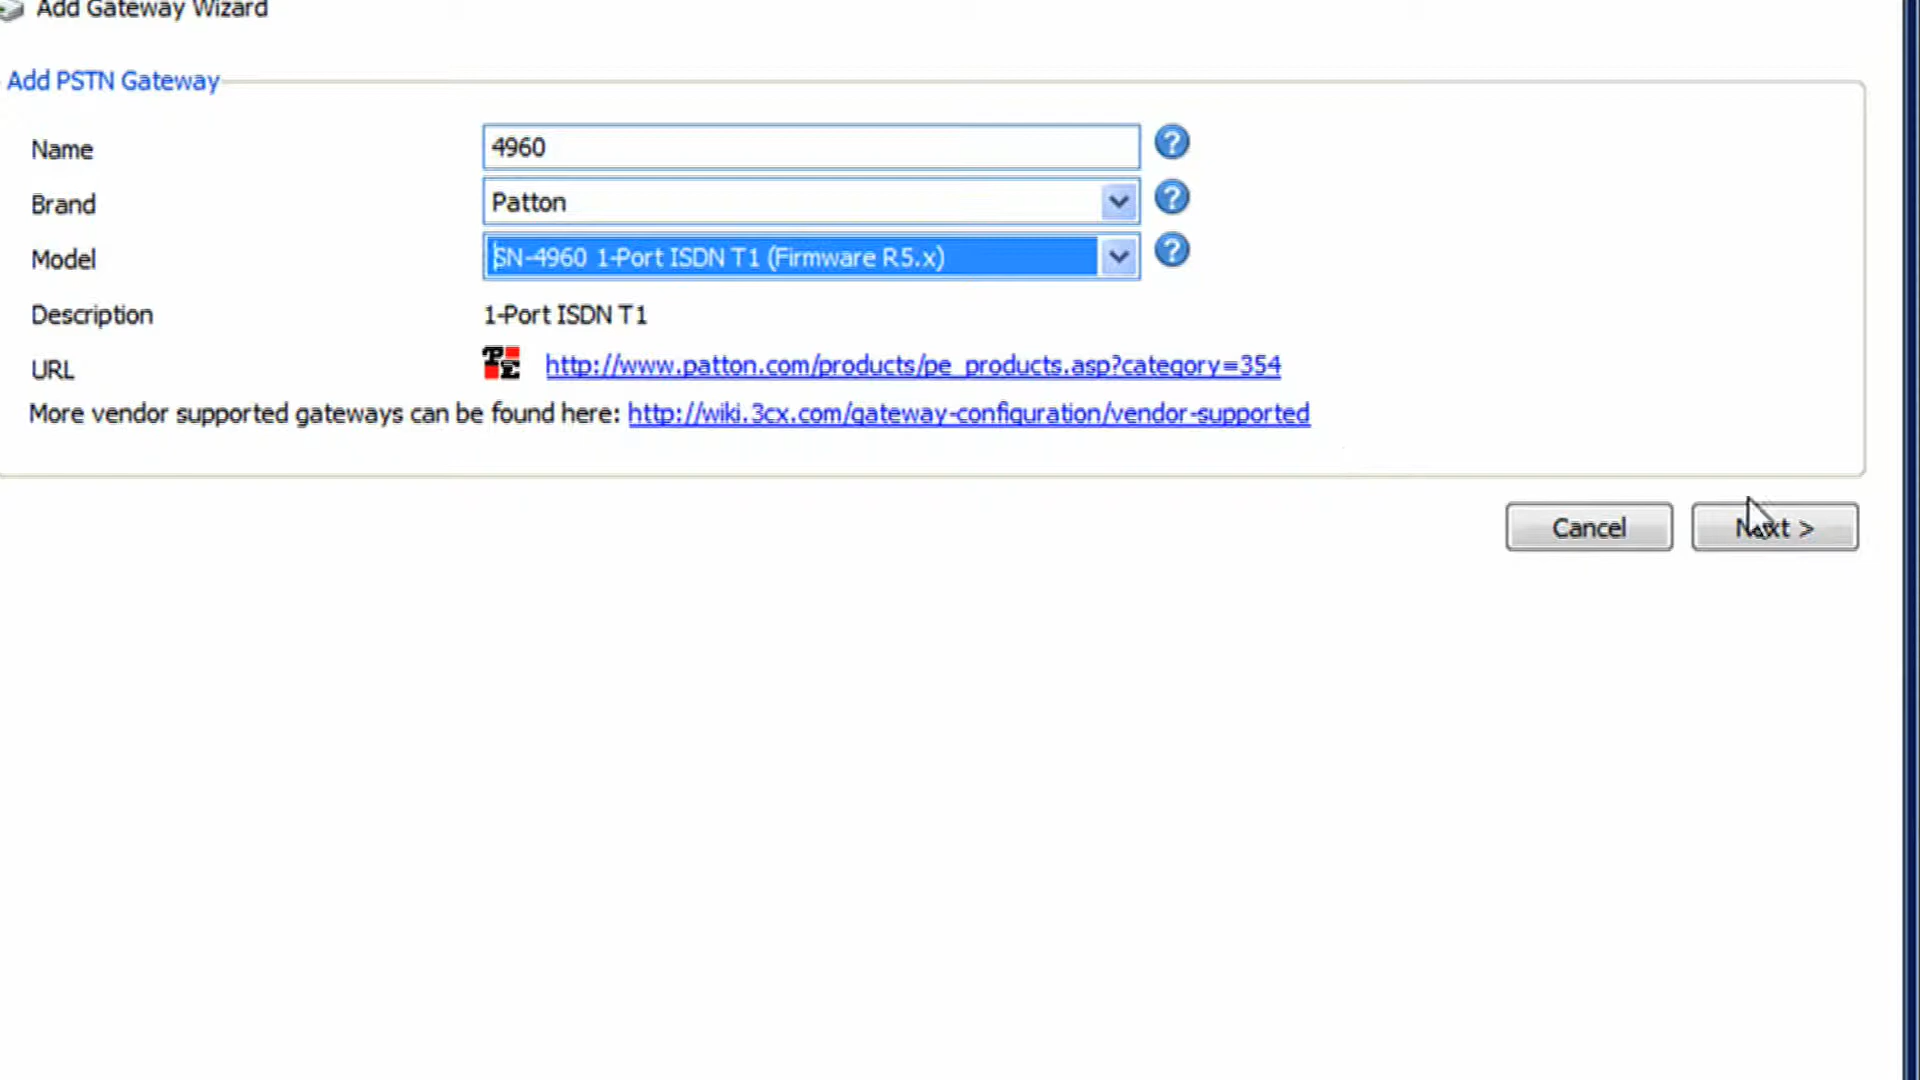 Add Gateway Wizard
Add PSTN Gateway
Name 4960
Brand Patton
Model SN-4960 1-Port ISDN T1 (Firmware R5.x)
Description 1-Port ISDN T1
URL http://www.patton.com/products/pe_products.asp?category=354
More vendor supported gateways can be found here: http://wiki.3cx.com/gateway-configuration/vendor-supported
Cancel Next >